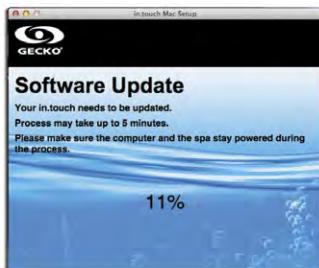 in.touch Mac Setup
GECKO
Software Update
Your in.touch needs to be updated.
Process may take up to 5 minutes.
Please make sure the computer and the spa stay powered during
the process.
11%